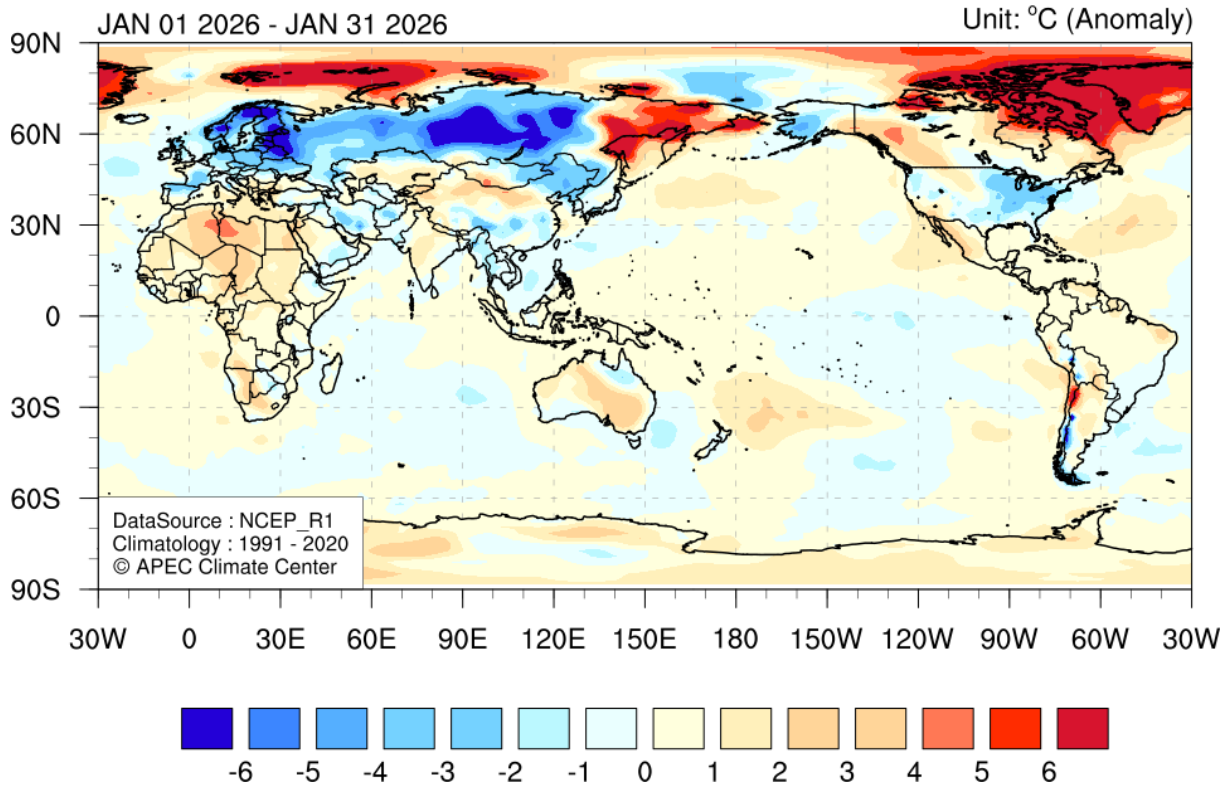 JAN 01 2026 - JAN 31 2026
Unit: °C (Anomaly)
90N
60N
30N
0
30S
60S
90S
DataSource : NCEP_R1
Climatology : 1991 - 2020
© APEC Climate Center
30W 0 30E 60E 90E 120E 150E 180 150W 120W 90W 60W 30W
-6 -5 -4 -3 -2 -1 0 1 2 3 4 5 6